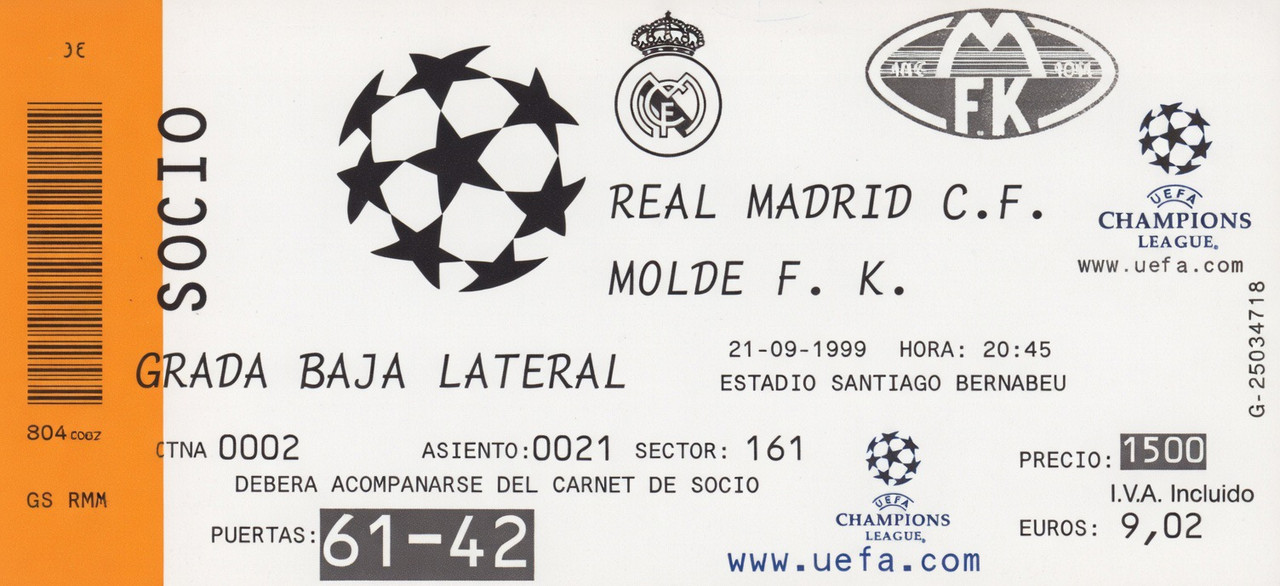 SOCIO
M
F.K
REAL MADRID C.F.
MOLDE F. K.
UEFA
CHAMPIONS
LEAGUE®
www.uefa.com
G-25034718
GRADA BAJA LATERAL
21-09-1999 HORA: 20:45
ESTADIO SANTIAGO BERNABEU
CTNA 0002 ASIENTO:0021 SECTOR: 161
DEBERA ACOMPANARSE DEL CARNET DE SOCIO
PUERTAS: 61-42
UEFA
CHAMPIONS
LEAGUE®
www.uefa.com
PRECIO: 1500
I.V.A. Incluido
EUROS: 9,02
804
GS RMM